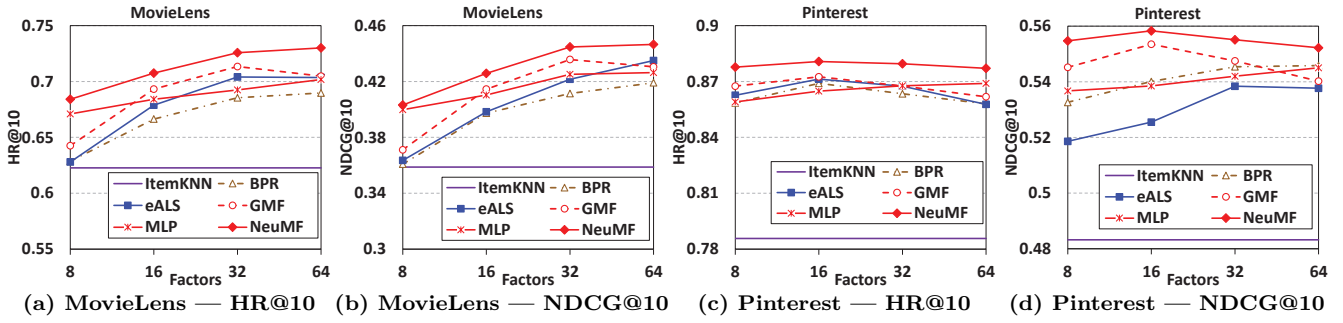 MovieLens
0.75
0.7
0.65
0.6
0.55
HR@10
ItemKNN
BPR
eALS
GMF
MLP
NeuMF
8
16
32
64
Factors
(a) MovieLens — HR@10
MovieLens
0.46
0.42
0.38
0.34
0.3
NDCG@10
ItemKNN
BPR
eALS
GMF
MLP
NeuMF
8
16
32
64
Factors
(b) MovieLens — NDCG@10
Pinterest
0.9
0.87
0.84
0.81
0.78
HR@10
ItemKNN
BPR
eALS
GMF
MLP
NeuMF
8
16
32
64
Factors
(c) Pinterest — HR@10
Pinterest
0.56
0.54
0.52
0.5
0.48
NDCG@10
ItemKNN
BPR
eALS
GMF
MLP
NeuMF
8
16
32
64
Factors
(d) Pinterest — NDCG@10